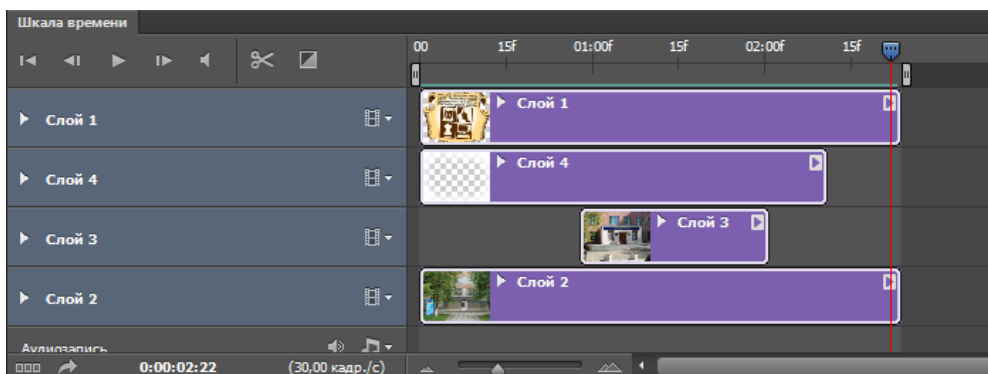 Шкала времени
00 15f 01:00f 15f 02:00f 15f
Слой 1 Слой 1
Слой 4 Слой 4
Слой 3 Слой 3
Слой 2 Слой 2
Аудиозапись
0:00:02:22 (30,00 кадр./с)